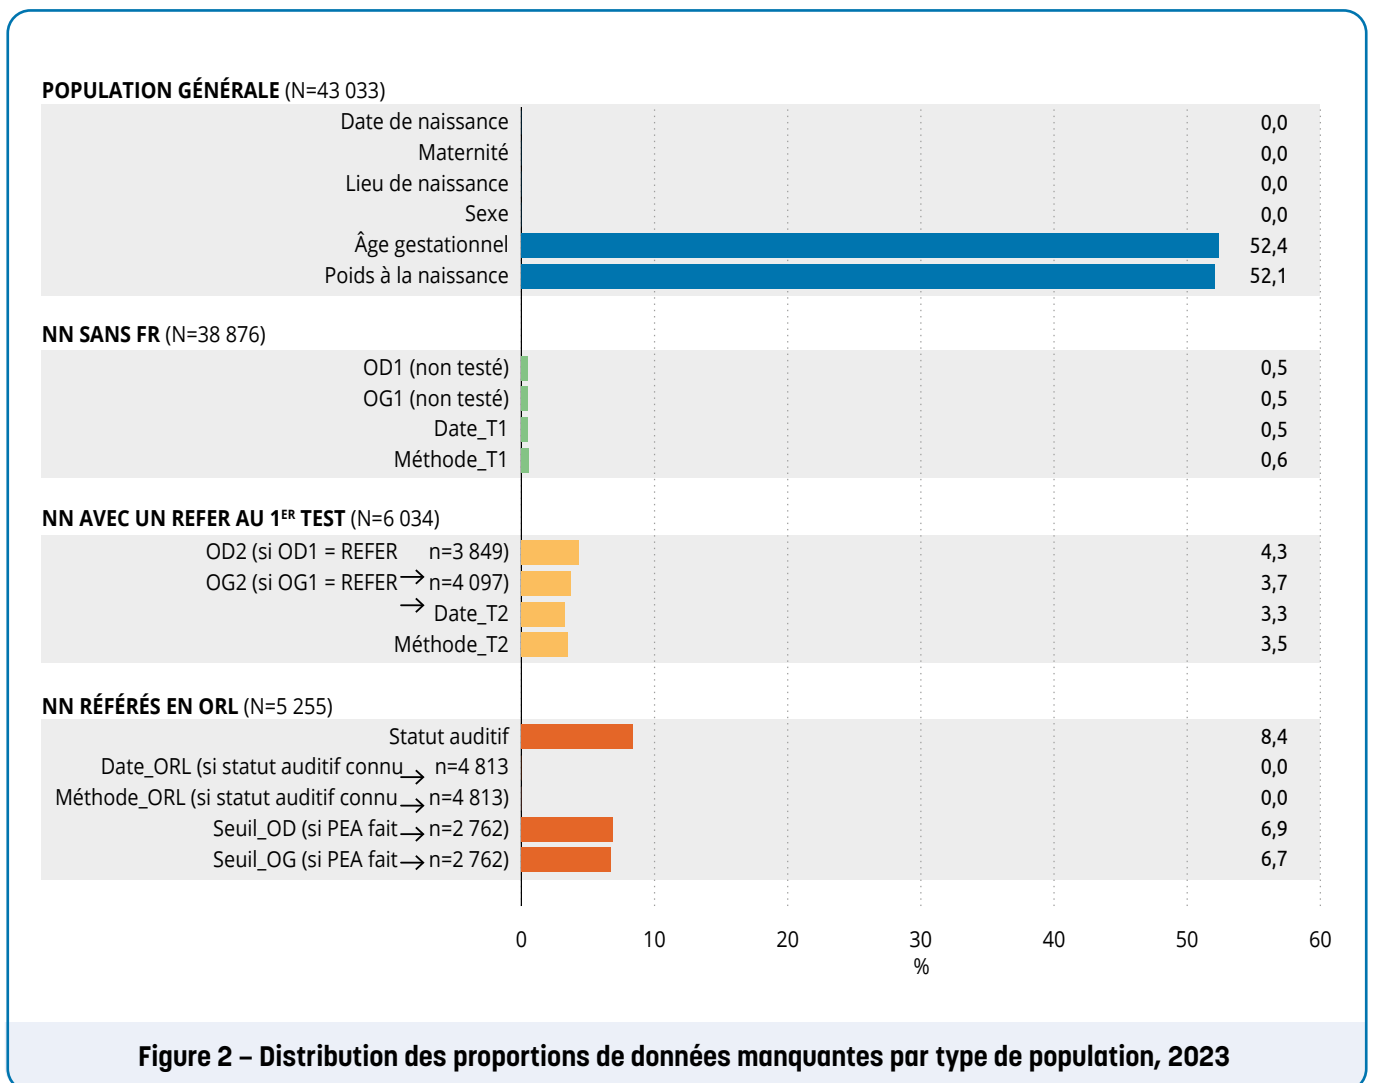 POPULATION GÉNÉRALE (N=43 033)
Date de naissance 0,0
Maternité 0,0
Lieu de naissance 0,0
Sexe 0,0
Âge gestationnel 52,4
Poids à la naissance 52,1
NN SANS FR (N=38 876)
OD1 (non testé) 0,5
OG1 (non testé) 0,5
Date_T1 0,5
Méthode_T1 0,6
NN AVEC UN REFER AU 1ER TEST (N=6 034)
OD2 (si OD1 = REFER n=3 849) 4,3
OG2 (si OG1 = REFER → n=4 097) 3,7
→ Date_T2 3,3
Méthode_T2 3,5
NN RÉFÉRÉS EN ORL (N=5 255)
Statut auditif 8,4
Date_ORL (si statut auditif connu → n=4 813 0,0
Méthode_ORL (si statut auditif connu → n=4 813) 0,0
Seuil_OD (si PEA fait → n=2 762) 6,9
Seuil_OG (si PEA fait → n=2 762) 6,7
0 10 20 30 40 50 60
%
Figure 2 – Distribution des proportions de données manquantes par type de population, 2023